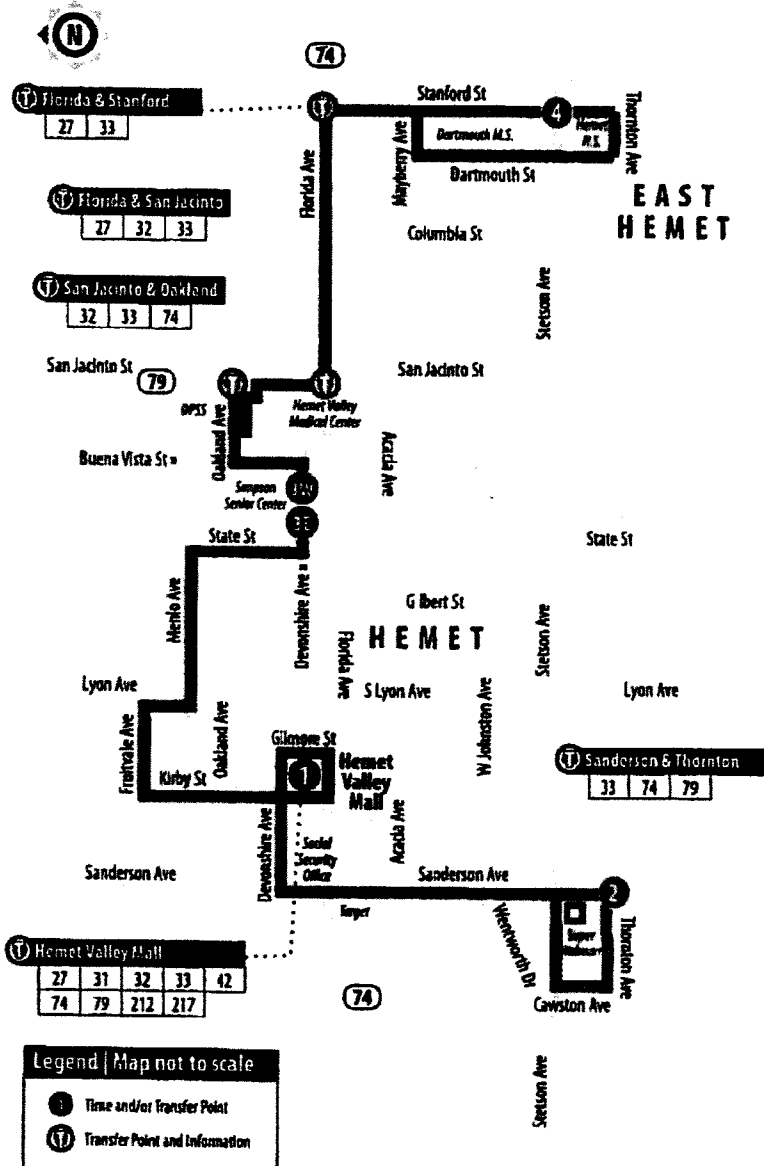 N
74
Florida & Stanford
27 33
Stanford St
4
Thornton Ave
Mayberry Ave
Dartmouth M.S.
H.S.
Dartmouth St
Florida Ave
EAST
HEMET
Florida & San Jacinto
27 32 33
Columbia St
Stetson Ave
San Jacinto & Oakland
32 33 74
San Jacinto St
79
San Jacinto St
DPSS
Hemet Valley
Medical Center
Oakland Ave
Acacia Ave
Buena Vista St »
Simpson
Senior Center
State St
State St
Menlo Ave
Devonshire Ave »
G lbert St
HEMET
Florida Ave
Stetson Ave
Lyon Ave
S Lyon Ave
Lyon Ave
Fruitvale Ave
Oakland Ave
W Johnston Ave
Gilmore St
1
Hemet
Valley
Mall
Kirby St
Sanderson & Thornton
33 74 79
Devonshire Ave
Acacia Ave
Social
Security
Office
Sanderson Ave
Sanderson Ave
2
Target
Wentworth Dr
Super
Thornton Ave
Cawston Ave
Hemet Valley Mall
27 31 32 33 42
74 79 212 217
74
Stetson Ave
Legend | Map not to scale
1 Time and/or Transfer Point
T Transfer Point and Information